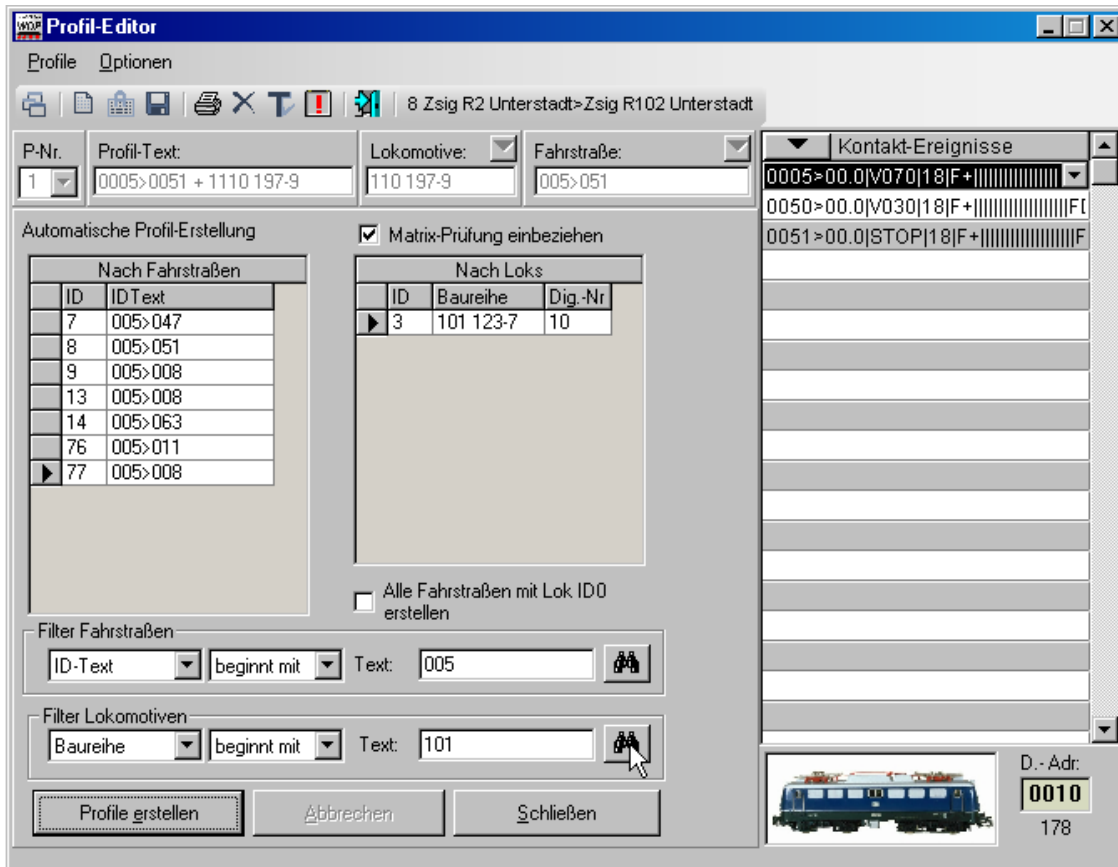 Profil-Editor
Profile Optionen
8 Zsig R2 Unterstadt>Zsig R102 Unterstadt
P-Nr. Profil-Text: Lokomotive: Fahrstraße:
1 0005>0051 + 1110 197-9 110 197-9 005>051
Kontakt-Ereignisse
0005>00.0|V070|18|F+||||||||||||||||||
0050>00.0|V030|18|F+|||||||||||||||||||F[
0051>00.0|STOP|18|F+|||||||||||||||||||F
Automatische Profil-Erstellung
Matrix-Prüfung einbeziehen
Nach Fahrstraßen
ID IDText
7 005>047
8 005>051
9 005>008
13 005>008
14 005>063
76 005>011
77 005>008
Nach Loks
ID Baureihe Dig.-Nr
3 101 123-7 10
Alle Fahrstraßen mit Lok ID0
erstellen
Filter Fahrstraßen
ID-Text beginnt mit Text: 005
Filter Lokomotiven
Baureihe beginnt mit Text: 101
Profile erstellen Abbrechen Schließen
D.- Adr:
0010
178